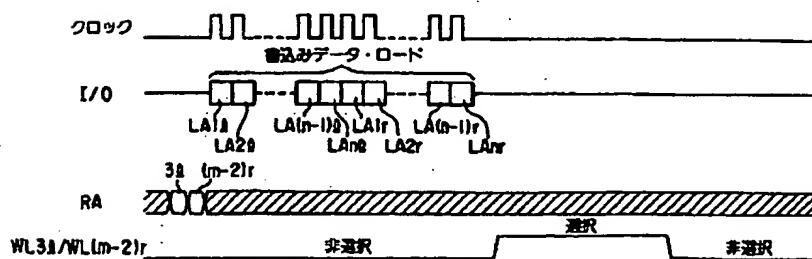 クロック
書込みデータ・ロード
I/O
LA1ℓ LA2ℓ LA(n-1)ℓ LAnℓ LA1r LA2r LA(n-1)r LAnr
3ℓ (m-2)r
RA
選択
WL3ℓ/WL(m-2)r 非選択 非選択